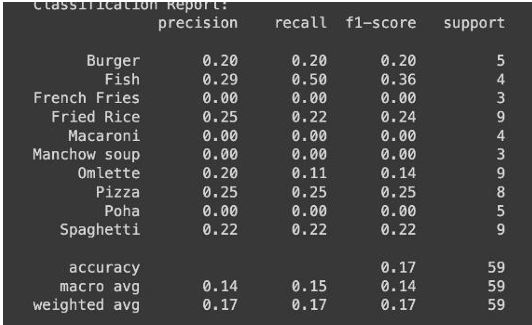 Classification Report:
precision recall f1-score support
Burger 0.20 0.20 0.20 5
Fish 0.29 0.50 0.36 4
French Fries 0.00 0.00 0.00 3
Fried Rice 0.25 0.22 0.24 9
Macaroni 0.00 0.00 0.00 4
Manchow soup 0.00 0.00 0.00 3
Omlette 0.20 0.11 0.14 9
Pizza 0.25 0.25 0.25 8
Poha 0.00 0.00 0.00 5
Spaghetti 0.22 0.22 0.22 9
accuracy 0.17 59
macro avg 0.14 0.15 0.14 59
weighted avg 0.17 0.17 0.17 59